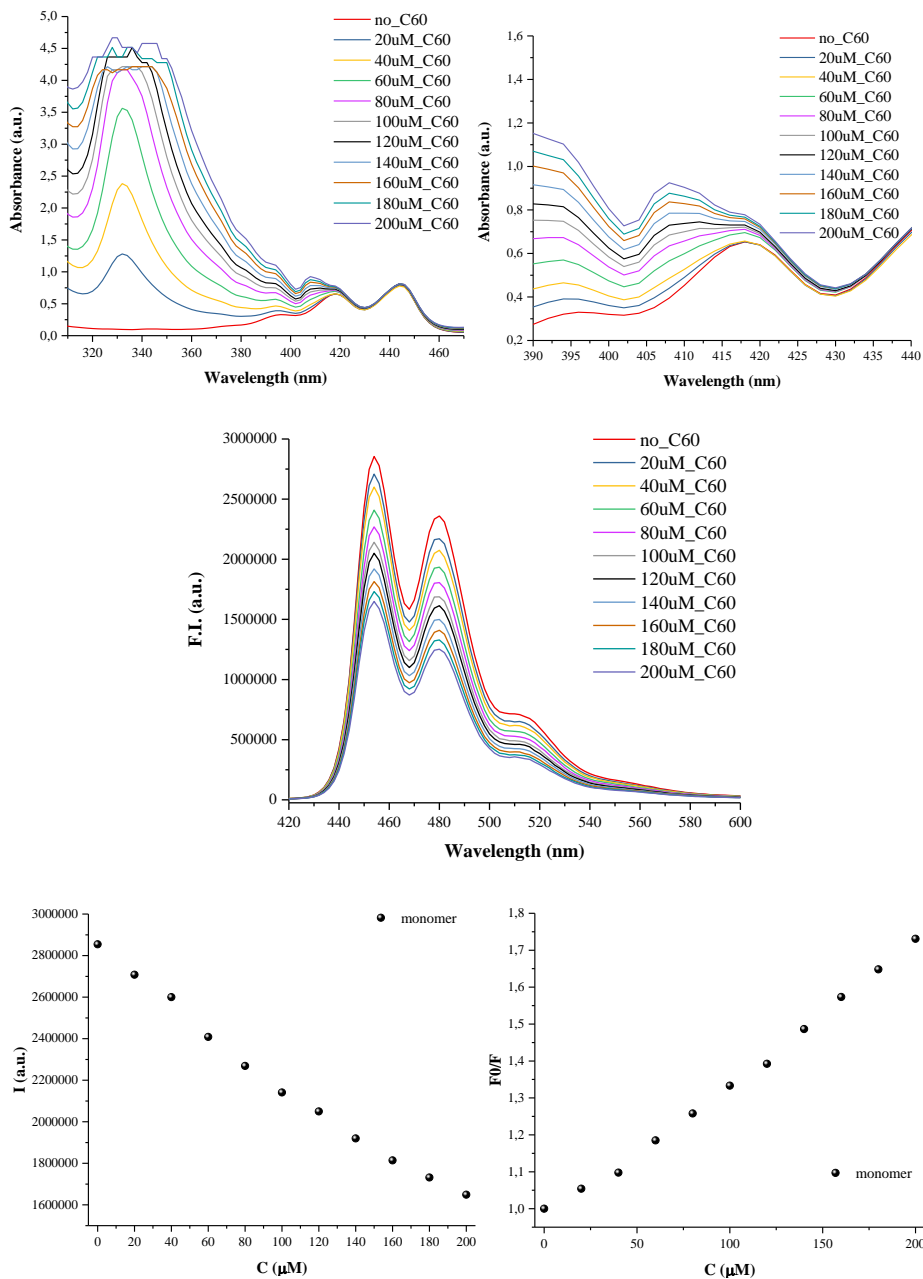 no_C60
20uM_C60
40uM_C60
60uM_C60
80uM_C60
100uM_C60
120uM_C60
140uM_C60
160uM_C60
180uM_C60
200uM_C60
5,0
4,5
4,0
3,5
3,0
2,5
2,0
1,5
1,0
0,5
0,0
Absorbance (a.u.)
320 340 360 380 400 420 440 460
Wavelength (nm)
no_C60
20uM_C60
40uM_C60
60uM_C60
80uM_C60
100uM_C60
120uM_C60
140uM_C60
160uM_C60
180uM_C60
200uM_C60
1,6
1,4
1,2
1,0
0,8
0,6
0,4
0,2
Absorbance (a.u.)
390 395 400 405 410 415 420 425 430 435 440
Wavelength (nm)
no_C60
20uM_C60
40uM_C60
60uM_C60
80uM_C60
100uM_C60
120uM_C60
140uM_C60
160uM_C60
180uM_C60
200uM_C60
3000000
2500000
2000000
1500000
1000000
500000
0
F.I. (a.u.)
420 440 460 480 500 520 540 560 580 600
Wavelength (nm)
monomer
3000000
2800000
2600000
2400000
2200000
2000000
1800000
1600000
I (a.u.)
0 20 40 60 80 100 120 140 160 180 200
C (μM)
1,8
1,7
1,6
1,5
1,4
1,3
1,2
1,1
1,0
F0/F
monomer
0 50 100 150 200
C (μM)